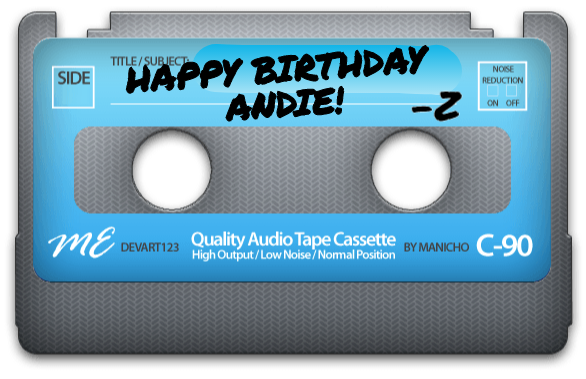 TITLE / SUBJECT:
HAPPY BIRTHDAY
ANDIE!
-Z
SIDE
NOISE
REDUCTION
ON OFF
ME DEVART123
Quality Audio Tape Cassette
High Output / Low Noise / Normal Position
BY MANICHO
C-90